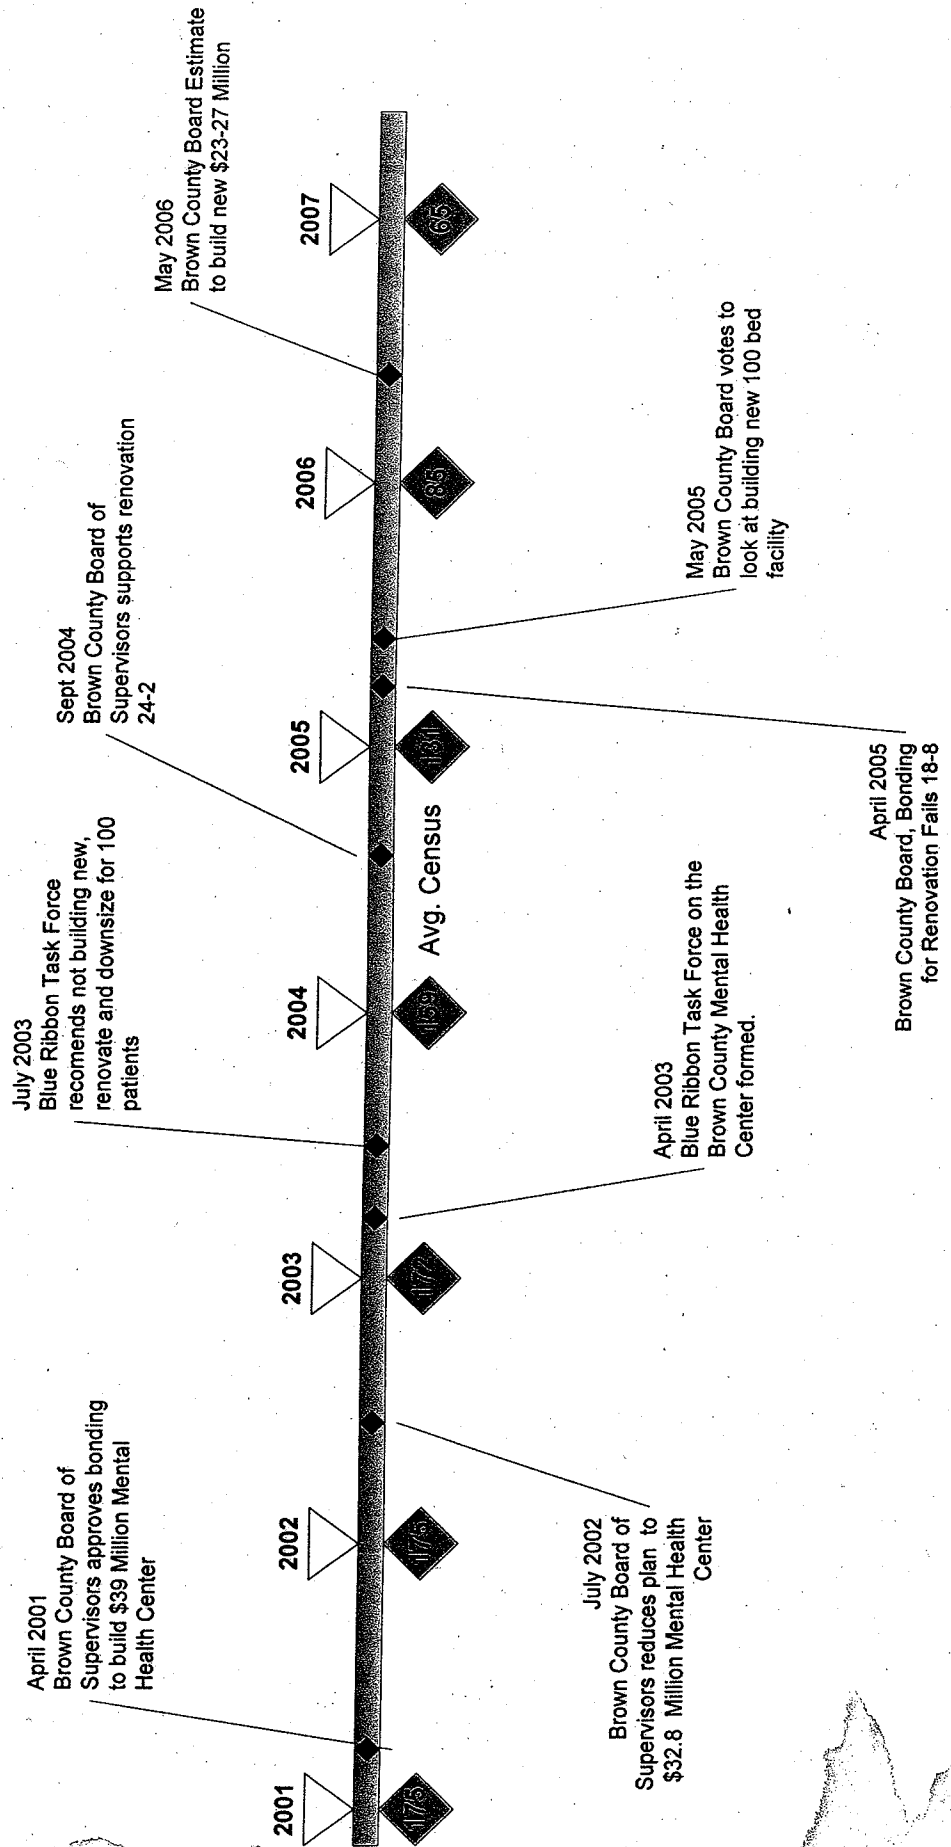 April 2001
Brown County Board of
Supervisors approves bonding
to build $39 Million Mental
Health Center
July 2003
Blue Ribbon Task Force
recomends not building new,
renovate and downsize for 100
patients
Sept 2004
Brown County Board of
Supervisors supports renovation
24-2
May 2006
Brown County Board Estimate
to build new $23-27 Million
2001
2002
2003
2004
2005
2006
2007
175
172
159
Avg. Census
131
85
65
July 2002
Brown County Board of
Supervisors reduces plan to
$32.8 Million Mental Health
Center
April 2003
Blue Ribbon Task Force on the
Brown County Mental Health
Center formed.
April 2005
Brown County Board, Bonding
for Renovation Fails 18-8
May 2005
Brown County Board votes to
look at building new 100 bed
facility